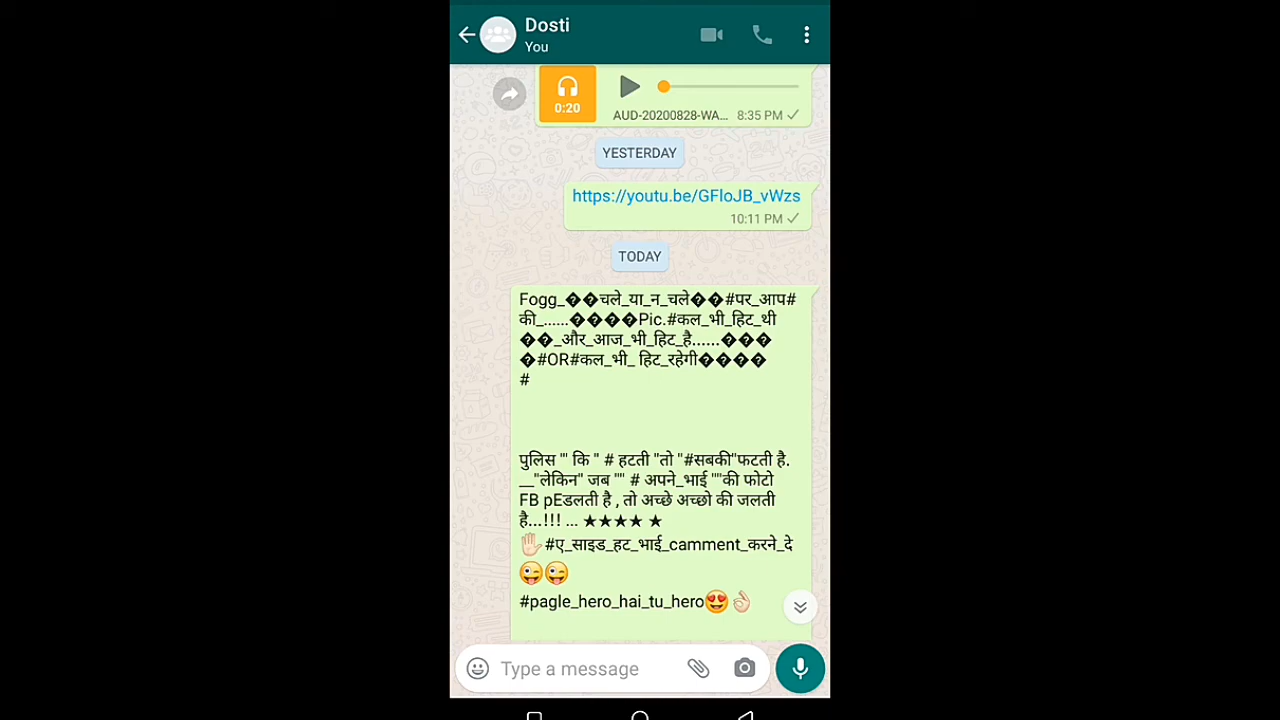 Dosti
You
0:20
AUD-20200828-WA... 8:35 PM
YESTERDAY
https://youtu.be/GFloJB_vWzs
10:11 PM
TODAY
Fogg_��चले_या_न_चले��#पर_आप#
की_......����Pic.#कल_भी_हिट_थी
��_और_आज_भी_हिट_है......���
�#OR#कल_भी_ हिट_रहेगी����
#
पुलिस "' कि " # हटती "तो "#सबकी"फटती है.
__"लेकिन" जब "" # अपने_भाई ""की फोटो
FB pEडलती है , तो अच्छे अच्छो की जलती
है...!!! ... ★★★★ ★
🖐🏻#ए_साइड_हट_भाई_camment_करने_दे
😜😜
#pagle_hero_hai_tu_hero😍👌🏻
Type a message